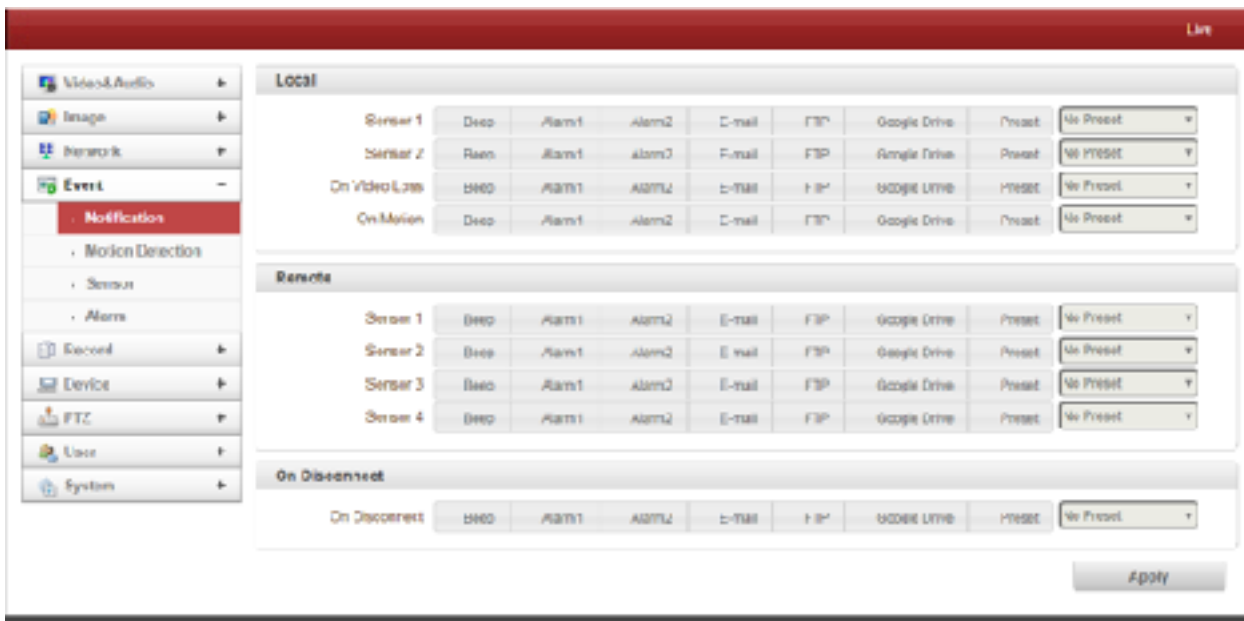 Live
Video&Audio
Image
Network
Event
Notification
Motion Detection
Sensor
Alarm
Record
Device
PTZ
User
System
Local
Sensor 1 Beep Alarm1 Alarm2 E-mail FTP Google Drive Preset No Preset
Sensor 2 Beep Alarm1 Alarm2 E-mail FTP Google Drive Preset No Preset
On Video Loss Beep Alarm1 Alarm2 E-mail FTP Google Drive Preset No Preset
On Motion Beep Alarm1 Alarm2 E-mail FTP Google Drive Preset No Preset
Remote
Sensor 1 Beep Alarm1 Alarm2 E-mail FTP Google Drive Preset No Preset
Sensor 2 Beep Alarm1 Alarm2 E-mail FTP Google Drive Preset No Preset
Sensor 3 Beep Alarm1 Alarm2 E-mail FTP Google Drive Preset No Preset
Sensor 4 Beep Alarm1 Alarm2 E-mail FTP Google Drive Preset No Preset
On Disconnect
On Disconnect Beep Alarm1 Alarm2 E-mail FTP Google Drive Preset No Preset
Apply